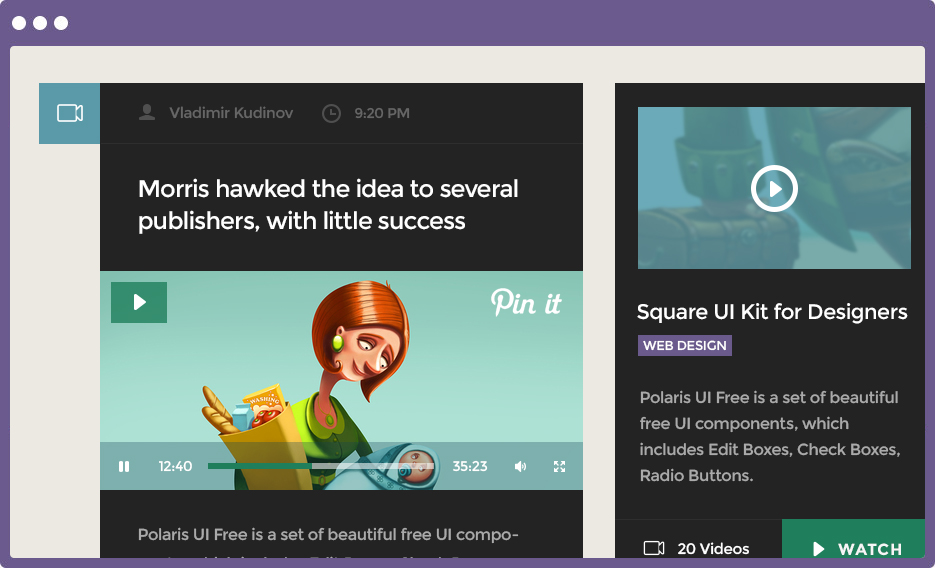 Vladimir Kudinov
9:20 PM
Morris hawked the idea to several
publishers, with little success
Pin it
WASHING
12:40
35:23
Polaris UI Free is a set of beautiful free UI compo-
Square UI Kit for Designers
WEB DESIGN
Polaris UI Free is a set of beautiful
free UI components, which
includes Edit Boxes, Check Boxes,
Radio Buttons.
20 Videos
WATCH